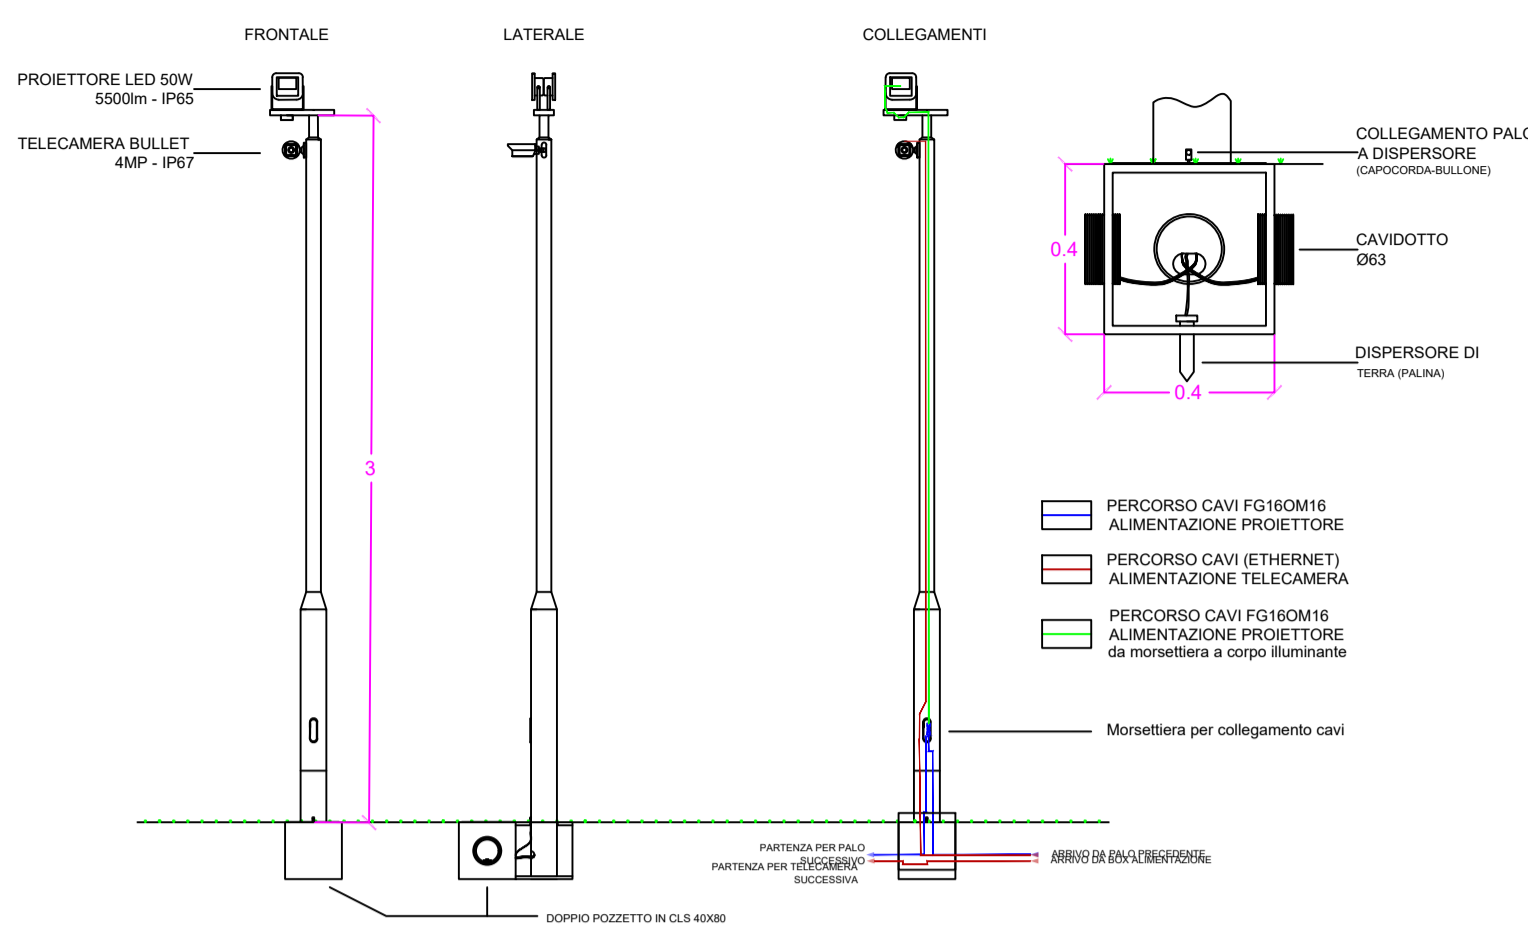 FRONTALE
LATERALE
COLLEGAMENTI
PROIETTORE LED 50W
5500lm - IP65
TELECAMERA BULLET
4MP - IP67
3
COLLEGAMENTO PALO
A DISPERSORE
(CAPOCORDA-BULLONE)
0.4
CAVIDOTTO
Ø63
DISPERSORE DI
TERRA (PALINA)
0.4
PERCORSO CAVI FG16OM16
ALIMENTAZIONE PROIETTORE
PERCORSO CAVI (ETHERNET)
ALIMENTAZIONE TELECAMERA
PERCORSO CAVI FG16OM16
ALIMENTAZIONE PROIETTORE
da morsettiera a corpo illuminante
Morsettiera per collegamento cavi
PARTENZA PER PALO
SUCCESSIVO
PARTENZA PER TELECAMERA
SUCCESSIVA
ARRIVO DA PALO PRECEDENTE
ARRIVO DA BOX ALIMENTAZIONE
DOPPIO POZZETTO IN CLS 40X80